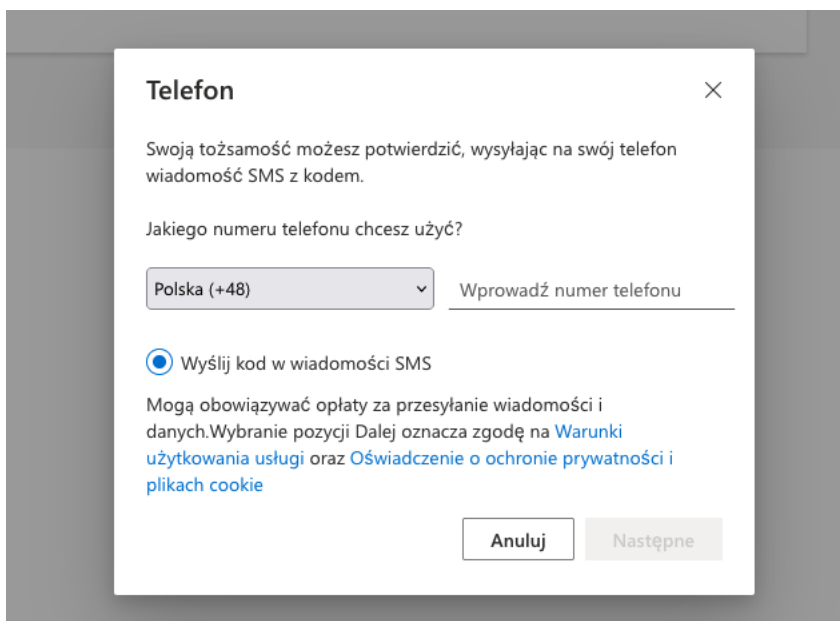 Telefon
Swoją tożsamość możesz potwierdzić, wysyłając na swój telefon
wiadomość SMS z kodem.
Jakiego numeru telefonu chcesz użyć?
Polska (+48) Wprowadź numer telefonu
Wyślij kod w wiadomości SMS
Mogą obowiązywać opłaty za przesyłanie wiadomości i
danych.Wybranie pozycji Dalej oznacza zgodę na Warunki
użytkowania usługi oraz Oświadczenie o ochronie prywatności i
plikach cookie
Anuluj Następne